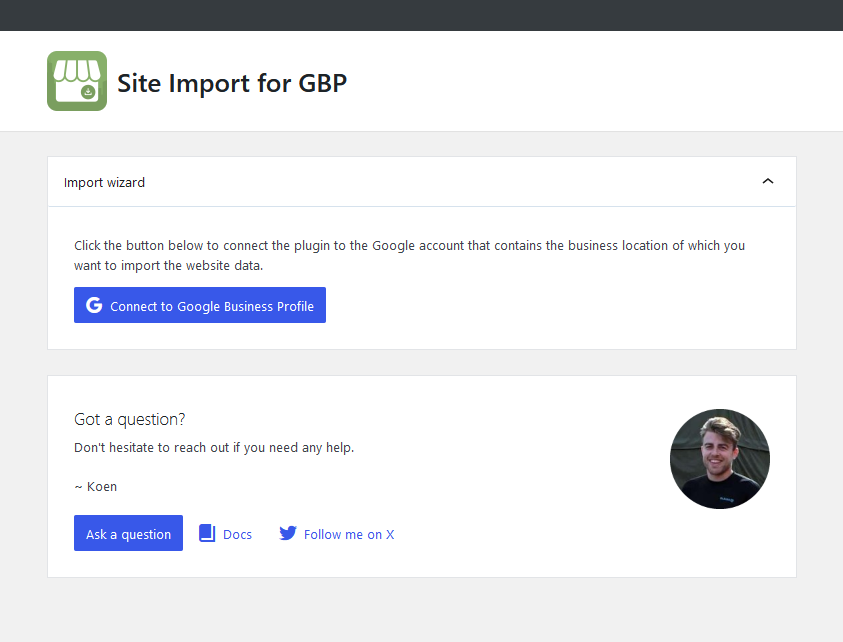 Site Import for GBP
Import wizard
Click the button below to connect the plugin to the Google account that contains the business location of which you
want to import the website data.
Connect to Google Business Profile
Got a question?
Don't hesitate to reach out if you need any help.
~ Koen
Ask a question
Docs
Follow me on X